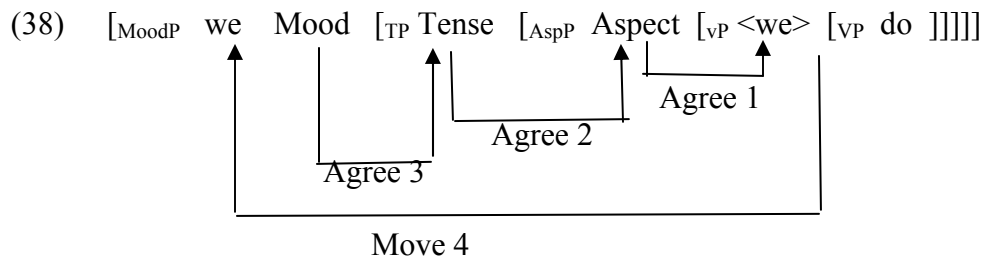 (38) [MoodP we Mood [TP Tense [AspP Aspect [vP <we> [VP do ]]]]]
Agree 1
Agree 2
Agree 3
Move 4